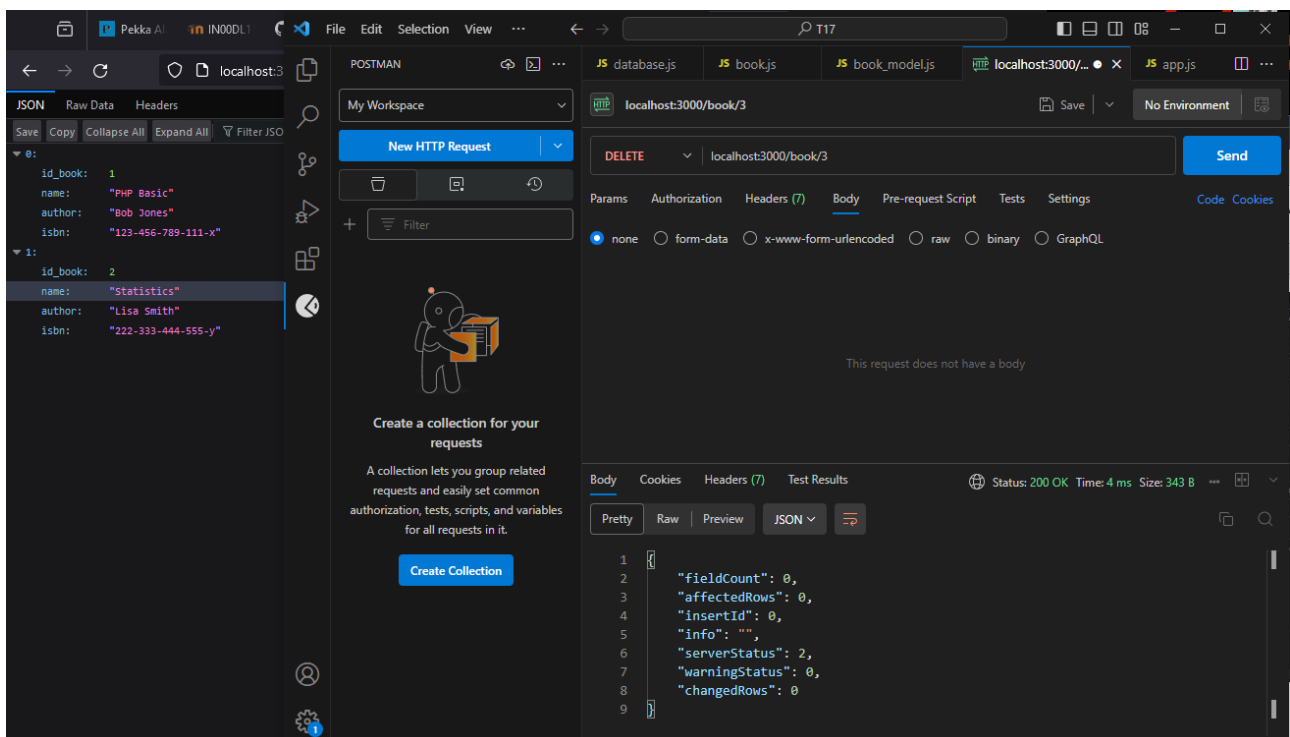 Pekka Al
IN00DL1
localhost:3
JSON Raw Data Headers
Save Copy Collapse All Expand All Filter JSO
0:
id_book: 1
name: "PHP Basic"
author: "Bob Jones"
isbn: "123-456-789-111-x"
1:
id_book: 2
name: "Statistics"
author: "Lisa Smith"
isbn: "222-333-444-555-y"
File Edit Selection View ...
T17
POSTMAN
My Workspace
New HTTP Request
Filter
Create a collection for your
requests
A collection lets you group related
requests and easily set common
authorization, tests, scripts, and variables
for all requests in it.
Create Collection
1
JS database.js JS book.js JS book_model.js HTTP localhost:3000/... JS app.js
HTTP localhost:3000/book/3 Save No Environment
DELETE localhost:3000/book/3 Send
Params Authorization Headers (7) Body Pre-request Script Tests Settings Code Cookies
none form-data x-www-form-urlencoded raw binary GraphQL
This request does not have a body
Body Cookies Headers (7) Test Results Status: 200 OK Time: 4 ms Size: 343 B
Pretty Raw Preview JSON
1 {
2 "fieldCount": 0,
3 "affectedRows": 0,
4 "insertId": 0,
5 "info": "",
6 "serverStatus": 2,
7 "warningStatus": 0,
8 "changedRows": 0
9 }